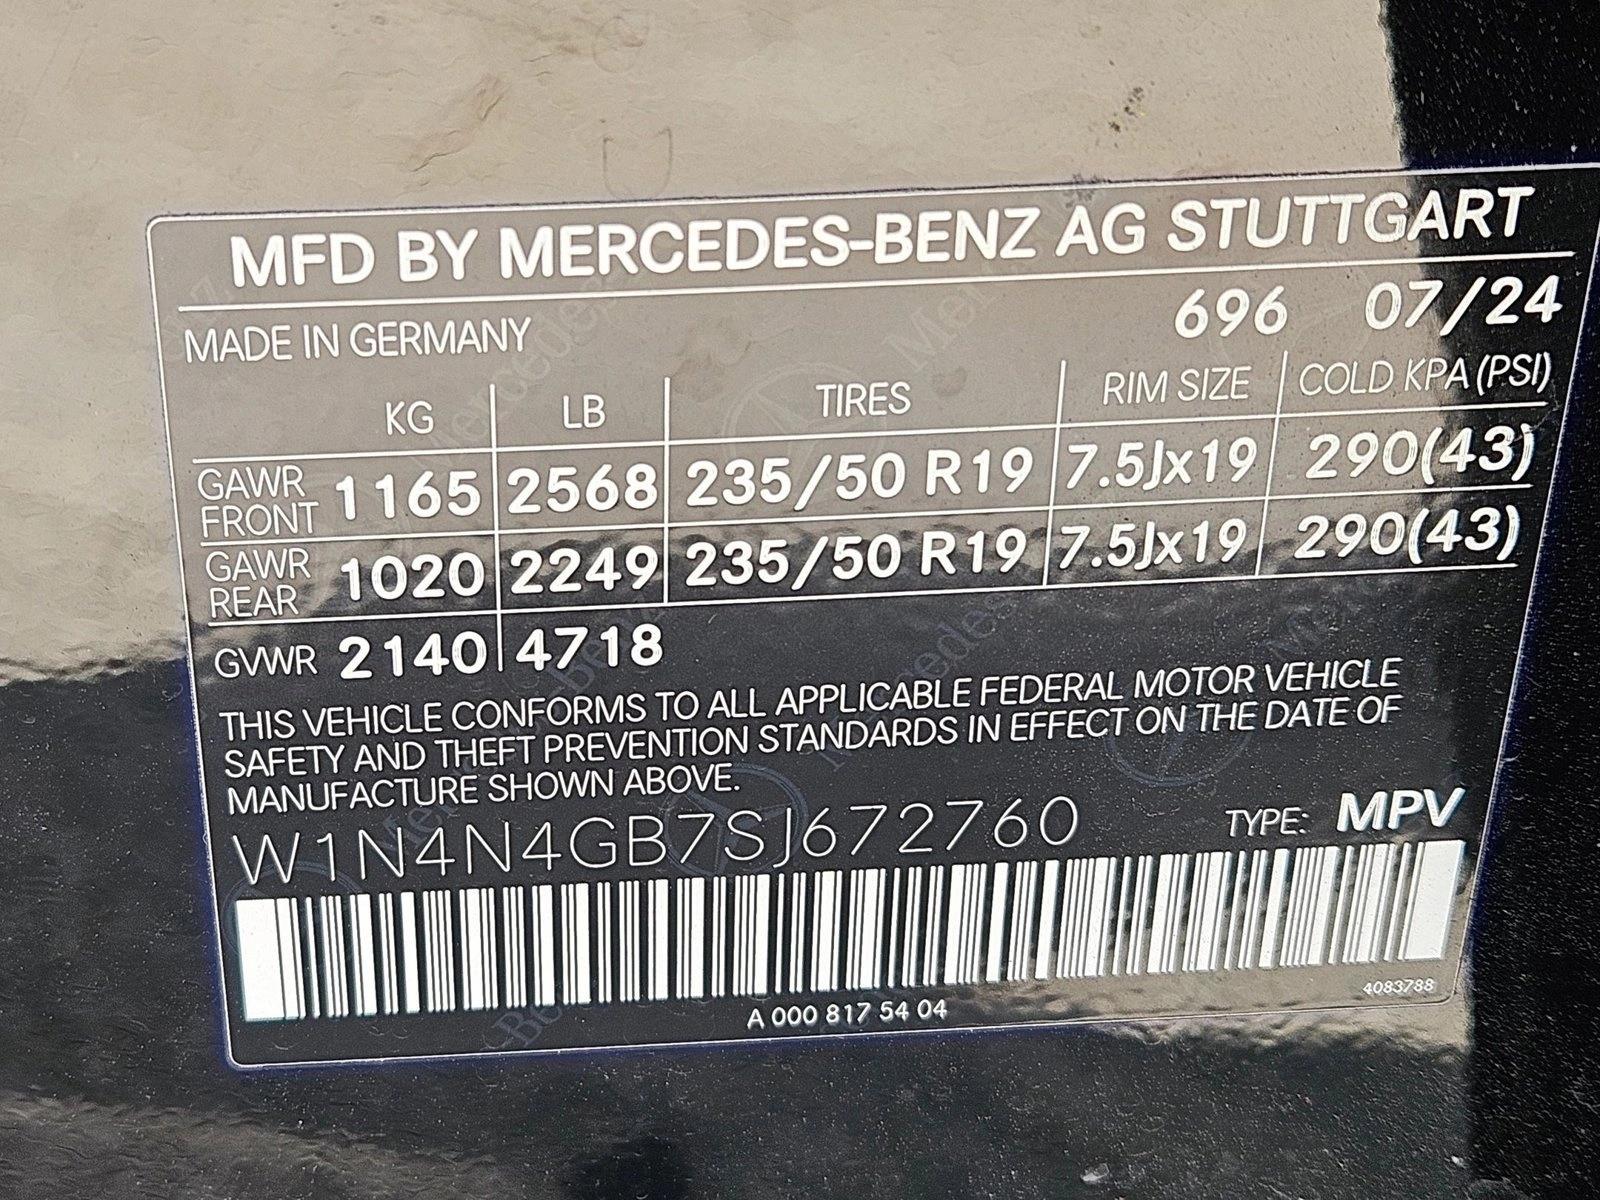 MFD BY MERCEDES-BENZ AG STUTTGART
MADE IN GERMANY 696 07/24
KG LB TIRES RIM SIZE COLD KPA (PSI)
GAWR FRONT 1165 2568 235/50 R19 7.5Jx19 290(43)
GAWR REAR 1020 2249 235/50 R19 7.5Jx19 290(43)
GVWR 2140 4718
THIS VEHICLE CONFORMS TO ALL APPLICABLE FEDERAL MOTOR VEHICLE
SAFETY AND THEFT PREVENTION STANDARDS IN EFFECT ON THE DATE OF
MANUFACTURE SHOWN ABOVE.
W1N4N4GB7SJ672760 TYPE: MPV
4083788
A 000 817 54 04